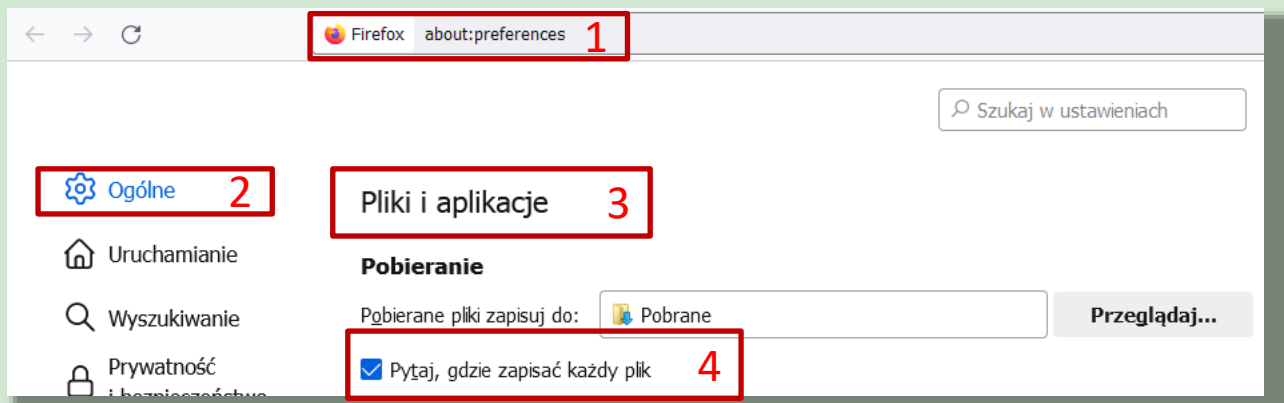 Firefox about:preferences 1
Szukaj w ustawieniach
Ogólne 2
Pliki i aplikacje 3
Uruchamianie
Pobieranie
Wyszukiwanie
Pobierane pliki zapisuj do: Pobrane Przeglądaj...
Prywatność
i bezpieczeństwo
Pytaj, gdzie zapisać każdy plik 4